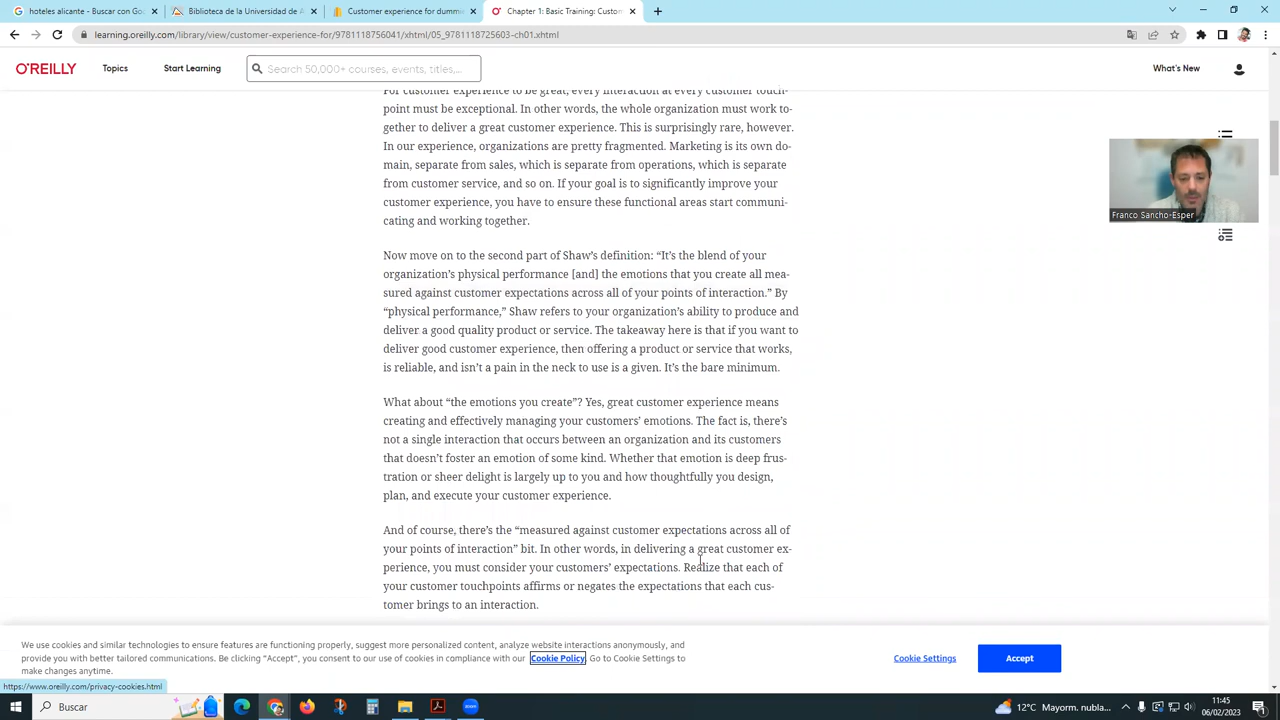 hoteles alicante - Buscar con Goo
Biblioteca de la Universidad de A
Customer experience for dummie
Chapter 1: Basic Training: Custom
learning.oreilly.com/library/view/customer-experience-for/9781118756041/xhtml/05_9781118725603-ch01.xhtml
O'REILLY
Topics
Start Learning
Search 50,000+ courses, events, titles,...
What's New
For customer experience to be great, every interaction at every customer touch-
point must be exceptional. In other words, the whole organization must work to-
gether to deliver a great customer experience. This is surprisingly rare, however.
In our experience, organizations are pretty fragmented. Marketing is its own do-
main, separate from sales, which is separate from operations, which is separate
from customer service, and so on. If your goal is to significantly improve your
customer experience, you have to ensure these functional areas start communi-
cating and working together.
Franco Sancho-Esper
Now move on to the second part of Shaw's definition: “It's the blend of your
organization's physical performance [and] the emotions that you create all mea-
sured against customer expectations across all of your points of interaction.” By
“physical performance,” Shaw refers to your organization's ability to produce and
deliver a good quality product or service. The takeaway here is that if you want to
deliver good customer experience, then offering a product or service that works,
is reliable, and isn't a pain in the neck to use is a given. It's the bare minimum.
What about “the emotions you create”? Yes, great customer experience means
creating and effectively managing your customers' emotions. The fact is, there's
not a single interaction that occurs between an organization and its customers
that doesn't foster an emotion of some kind. Whether that emotion is deep frus-
tration or sheer delight is largely up to you and how thoughtfully you design,
plan, and execute your customer experience.
And of course, there's the “measured against customer expectations across all of
your points of interaction” bit. In other words, in delivering a great customer ex-
perience, you must consider your customers' expectations. Realize that each of
your customer touchpoints affirms or negates the expectations that each cus-
tomer brings to an interaction.
We use cookies and similar technologies to ensure features are functioning properly, suggest more personalized content, analyze website interactions anonymously, and
provide you with better tailored communications. Be clicking “Accept”, you consent to our use of cookies in compliance with our Cookie Policy. Go to Cookie Settings to
make changes anytime.
Cookie Settings
Accept
https://www.oreilly.com/privacy-cookies.html
Buscar
12°C Mayorm. nubla...
11:45
06/02/2023